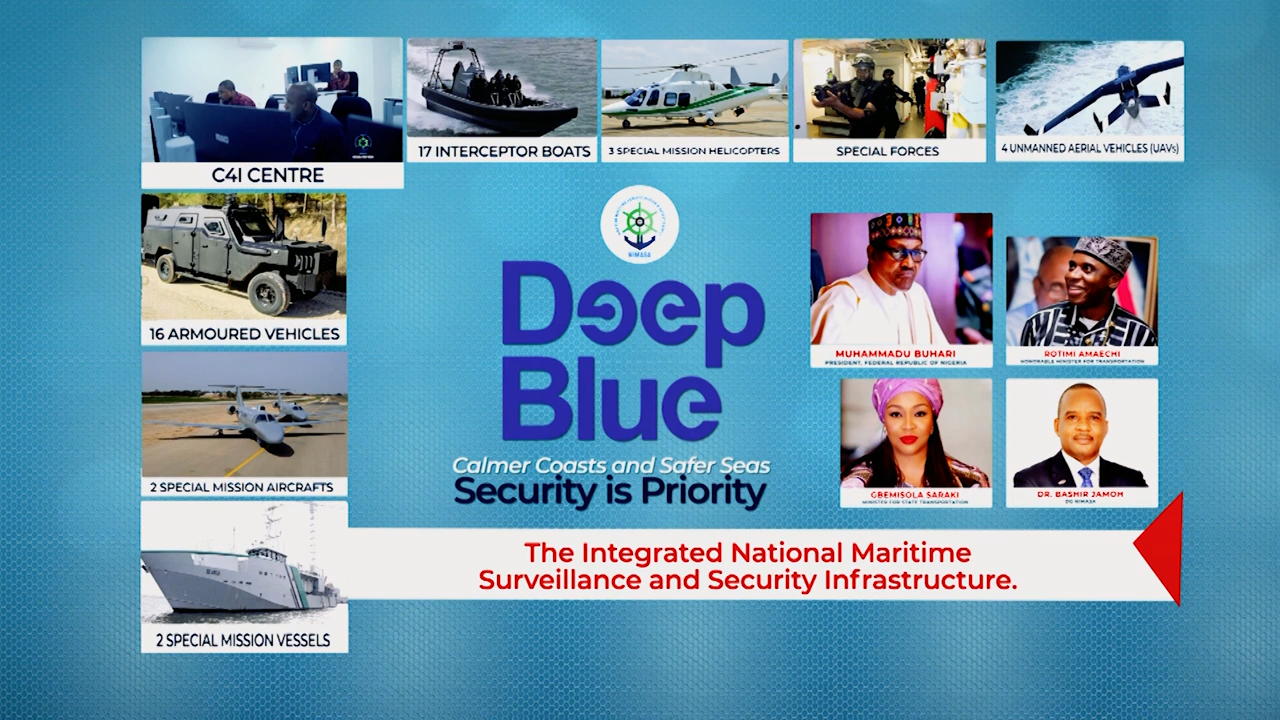 C4I CENTRE
17 INTERCEPTOR BOATS
3 SPECIAL MISSION HELICOPTERS
SPECIAL FORCES
4 UNMANNED AERIAL VEHICLES (UAVs)
16 ARMOURED VEHICLES
2 SPECIAL MISSION AIRCRAFTS
2 SPECIAL MISSION VESSELS
NIMASA
Deep
Blue
Calmer Coasts and Safer Seas
Security is Priority
MUHAMMADU BUHARI
PRESIDENT, FEDERAL REPUBLIC OF NIGERIA
ROTIMI AMAECHI
HONORABLE MINISTER FOR TRANSPORTATION
GBEMISOLA SARAKI
MINISTER FOR STATE TRANSPORTATION
DR. BASHIR JAMOH
DG NIMASA
The Integrated National Maritime
Surveillance and Security Infrastructure.